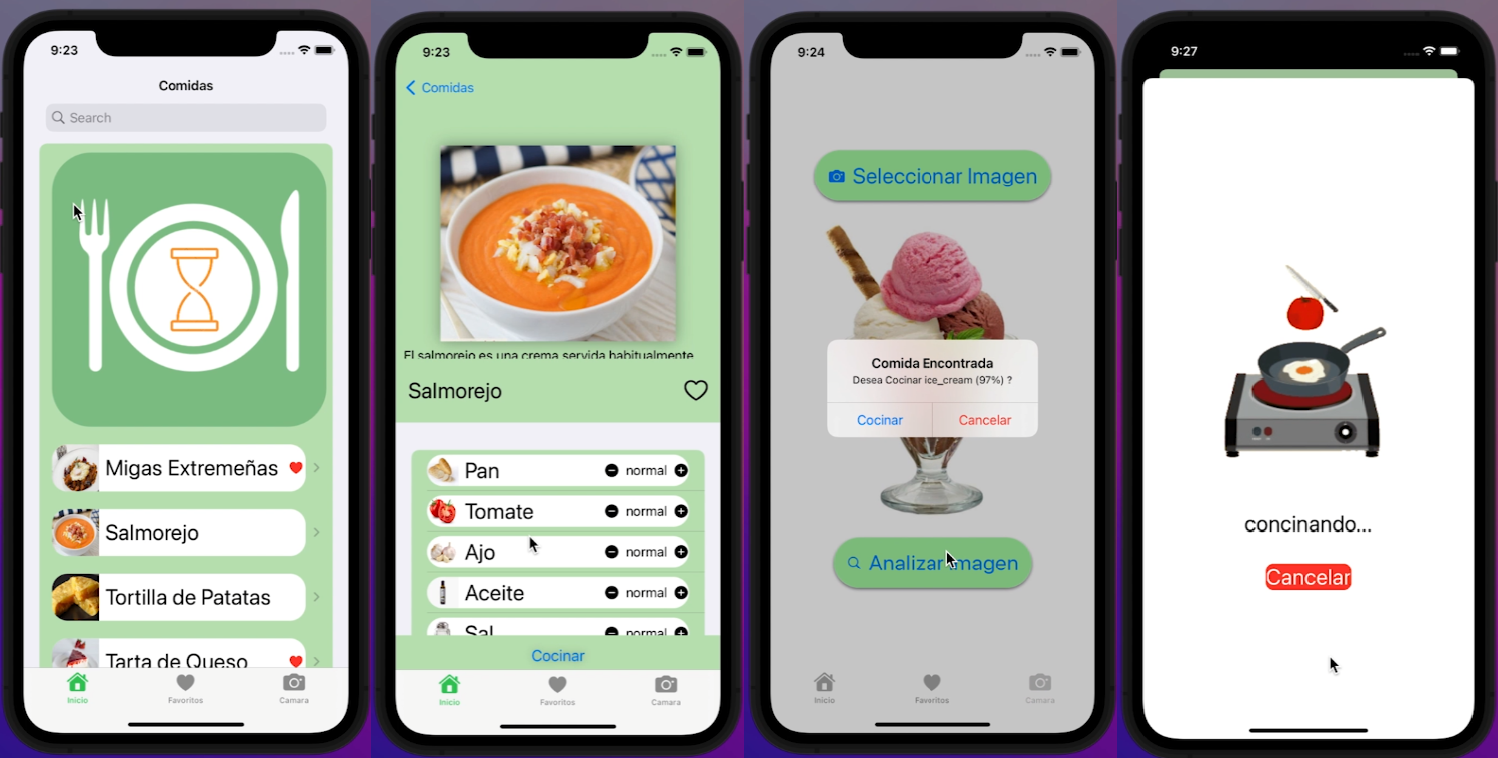 9:23
Comidas
Search
Migas Extremeñas
Salmorejo
Tortilla de Patatas
Tarta de Queso
Inicio
Favoritos
Camara
9:23
Comidas
El salmorejo es una crema servida habitualmente
Salmorejo
Pan normal
Tomate normal
Ajo normal
Aceite normal
Sal normal
Cocinar
Inicio
Favoritos
Camara
9:24
Seleccionar Imagen
Comida Encontrada
Desea Cocinar ice_cream (97%) ?
Cocinar Cancelar
Analizar Imagen
Inicio
Favoritos
Camara
9:27
concinando...
Cancelar